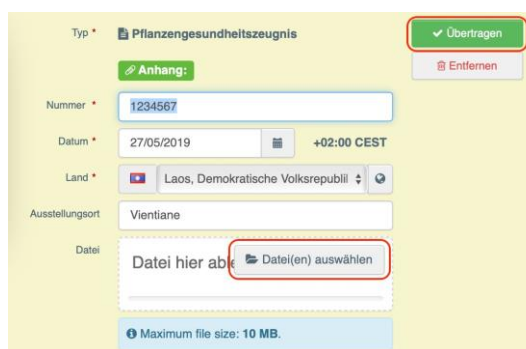 Typ * Pflanzengesundheitszeugnis
Übertragen
Anhang:
Entfernen
Nummer * 1234567
Datum * 27/05/2019 +02:00 CEST
Land * Laos, Demokratische Volksrepublil
Ausstellungsort Vientiane
Datei
Datei hier able Datei(en) auswählen
Maximum file size: 10 MB.